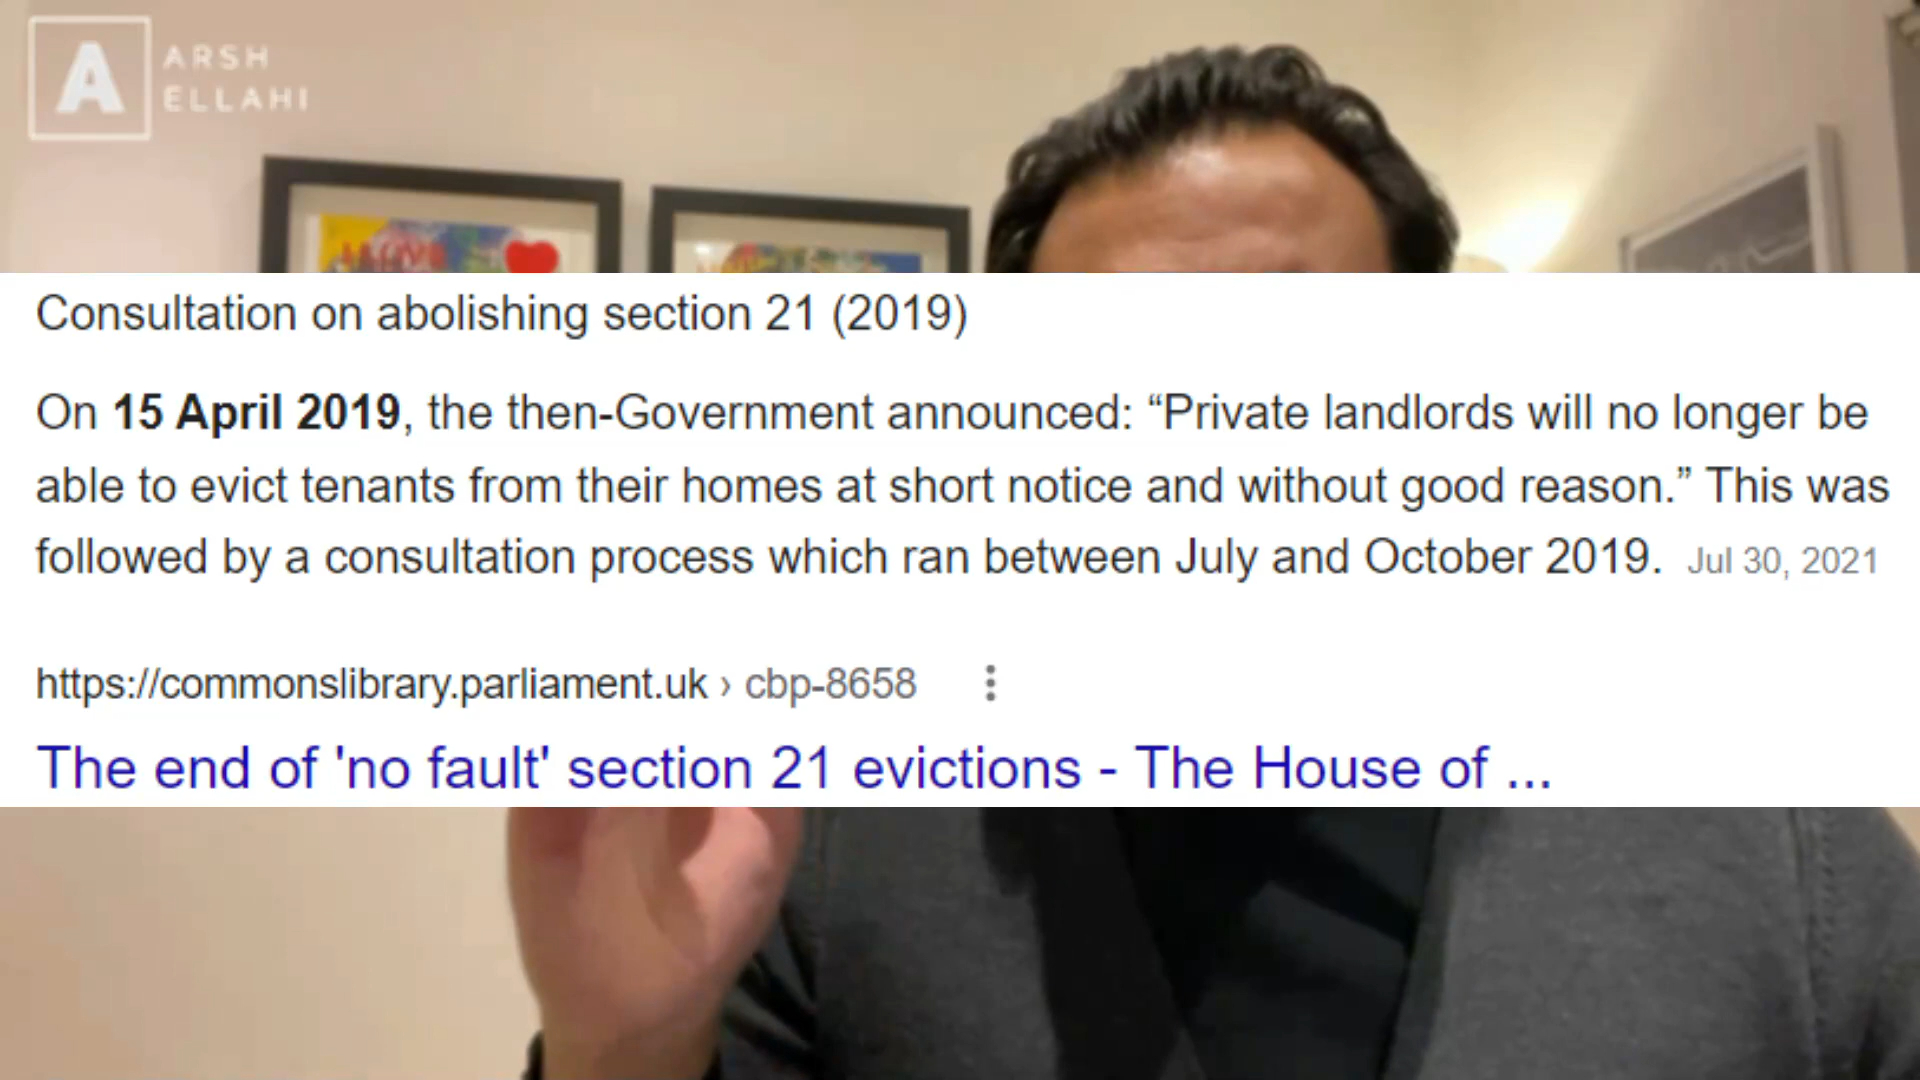 ARSH
ELLAHI
A
I LOVE
Consultation on abolishing section 21 (2019)
On 15 April 2019, the then-Government announced: “Private landlords will no longer be
able to evict tenants from their homes at short notice and without good reason.” This was
followed by a consultation process which ran between July and October 2019. Jul 30, 2021
https://commonslibrary.parliament.uk › cbp-8658
The end of 'no fault' section 21 evictions - The House of ...